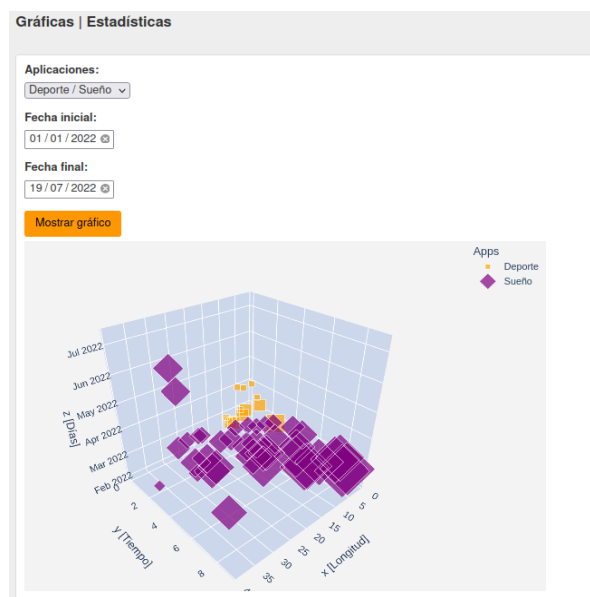 Gráficas | Estadísticas
Aplicaciones:
Deporte / Sueño
Fecha inicial:
01 / 01 / 2022
Fecha final:
19 / 07 / 2022
Mostrar gráfico
Apps
Deporte
Sueño
Jul 2022
Jun 2022
May 2022
Apr 2022
Mar 2022
Feb 2022
z [Días]
0
2
4
6
8
y [Tiempo]
0
5
10
15
20
25
30
35
x [Longitud]